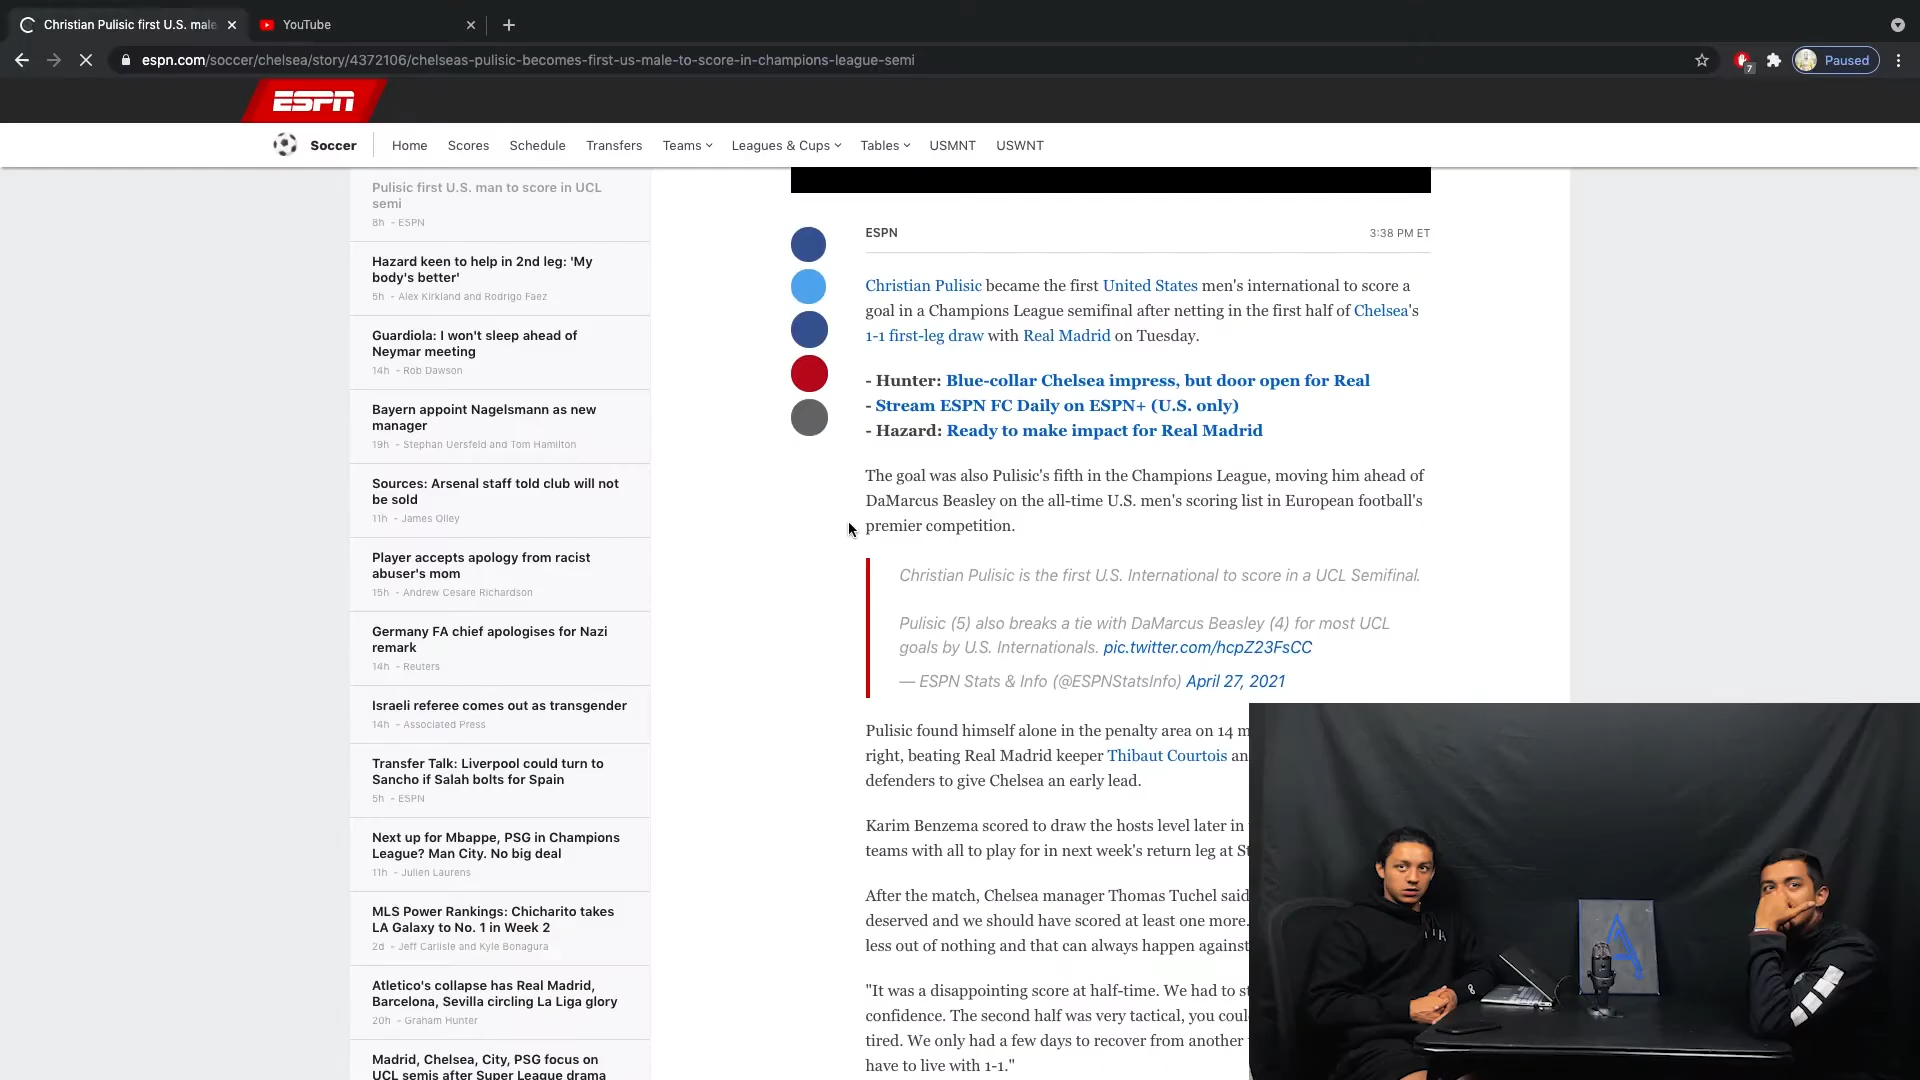 Christian Pulisic first U.S. male
YouTube
espn.com/soccer/chelsea/story/4372106/chelseas-pulisic-becomes-first-us-male-to-score-in-champions-league-semi
7
Paused
ESPN
Soccer
Home
Scores
Schedule
Transfers
Teams
Leagues & Cups
Tables
USMNT
USWNT
Pulisic first U.S. man to score in UCL
semi
8h - ESPN
Hazard keen to help in 2nd leg: 'My
body's better'
5h - Alex Kirkland and Rodrigo Faez
Guardiola: I won't sleep ahead of
Neymar meeting
14h - Rob Dawson
Bayern appoint Nagelsmann as new
manager
19h - Stephan Uersfeld and Tom Hamilton
Sources: Arsenal staff told club will not
be sold
11h - James Olley
Player accepts apology from racist
abuser's mom
15h - Andrew Cesare Richardson
Germany FA chief apologises for Nazi
remark
14h - Reuters
Israeli referee comes out as transgender
14h - Associated Press
Transfer Talk: Liverpool could turn to
Sancho if Salah bolts for Spain
5h - ESPN
Next up for Mbappe, PSG in Champions
League? Man City. No big deal
11h - Julien Laurens
MLS Power Rankings: Chicharito takes
LA Galaxy to No. 1 in Week 2
2d - Jeff Carlisle and Kyle Bonagura
Atletico's collapse has Real Madrid,
Barcelona, Sevilla circling La Liga glory
20h - Graham Hunter
Madrid, Chelsea, City, PSG focus on
UCL semis after Super League drama
ESPN
3:38 PM ET
Christian Pulisic became the first United States men's international to score a
goal in a Champions League semifinal after netting in the first half of Chelsea's
1-1 first-leg draw with Real Madrid on Tuesday.
- Hunter: Blue-collar Chelsea impress, but door open for Real
- Stream ESPN FC Daily on ESPN+ (U.S. only)
- Hazard: Ready to make impact for Real Madrid
The goal was also Pulisic's fifth in the Champions League, moving him ahead of
DaMarcus Beasley on the all-time U.S. men's scoring list in European football's
premier competition.
Christian Pulisic is the first U.S. International to score in a UCL Semifinal.
Pulisic (5) also breaks a tie with DaMarcus Beasley (4) for most UCL
goals by U.S. Internationals. pic.twitter.com/hcpZ23FsCC
— ESPN Stats & Info (@ESPNStatsInfo) April 27, 2021
Pulisic found himself alone in the penalty area on 14 m
right, beating Real Madrid keeper Thibaut Courtois an
defenders to give Chelsea an early lead.
Karim Benzema scored to draw the hosts level later in
teams with all to play for in next week's return leg at St
After the match, Chelsea manager Thomas Tuchel said
deserved and we should have scored at least one more.
less out of nothing and that can always happen against
"It was a disappointing score at half-time. We had to st
confidence. The second half was very tactical, you coul
tired. We only had a few days to recover from another
have to live with 1-1."